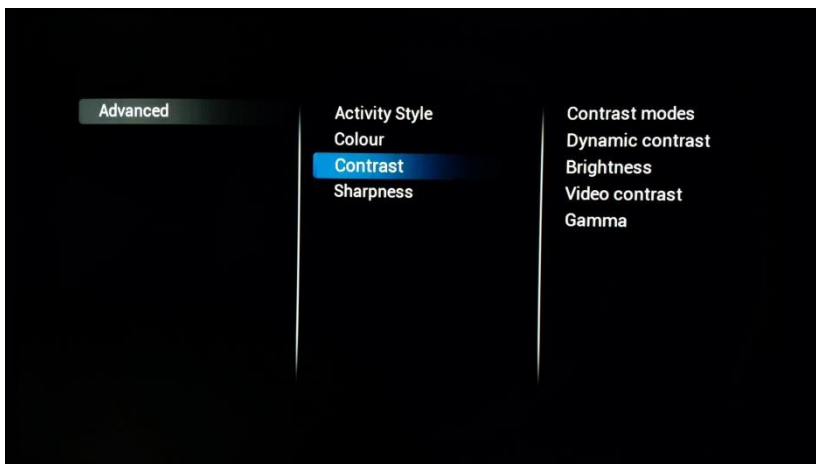 Advanced
Activity Style
Colour
Contrast
Sharpness
Contrast modes
Dynamic contrast
Brightness
Video contrast
Gamma